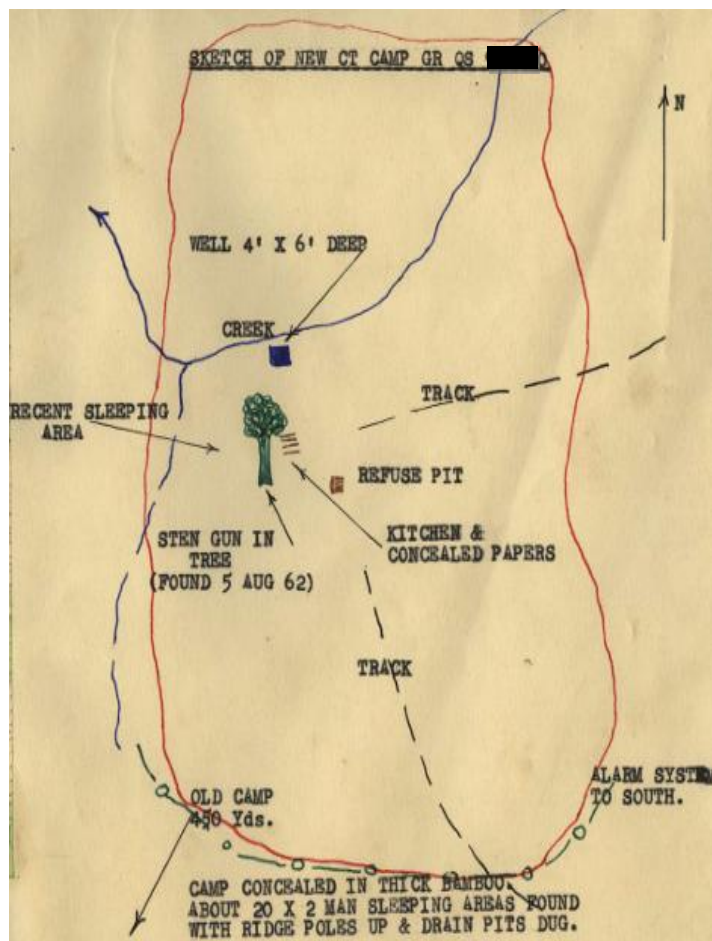 SKETCH OF NEW CT CAMP GR QS
N
WELL 4' X 6' DEEP
CREEK
TRACK
RECENT SLEEPING
AREA
REFUSE PIT
STEN GUN IN
TREE
(FOUND 5 AUG 62)
KITCHEN &
CONCEALED PAPERS
TRACK
ALARM SYSTEM
TO SOUTH.
OLD CAMP
450 Yds.
CAMP CONCEALED IN THICK BAMBOO.
ABOUT 20 X 2 MAN SLEEPING AREAS FOUND
WITH RIDGE POLES UP & DRAIN PITS DUG.